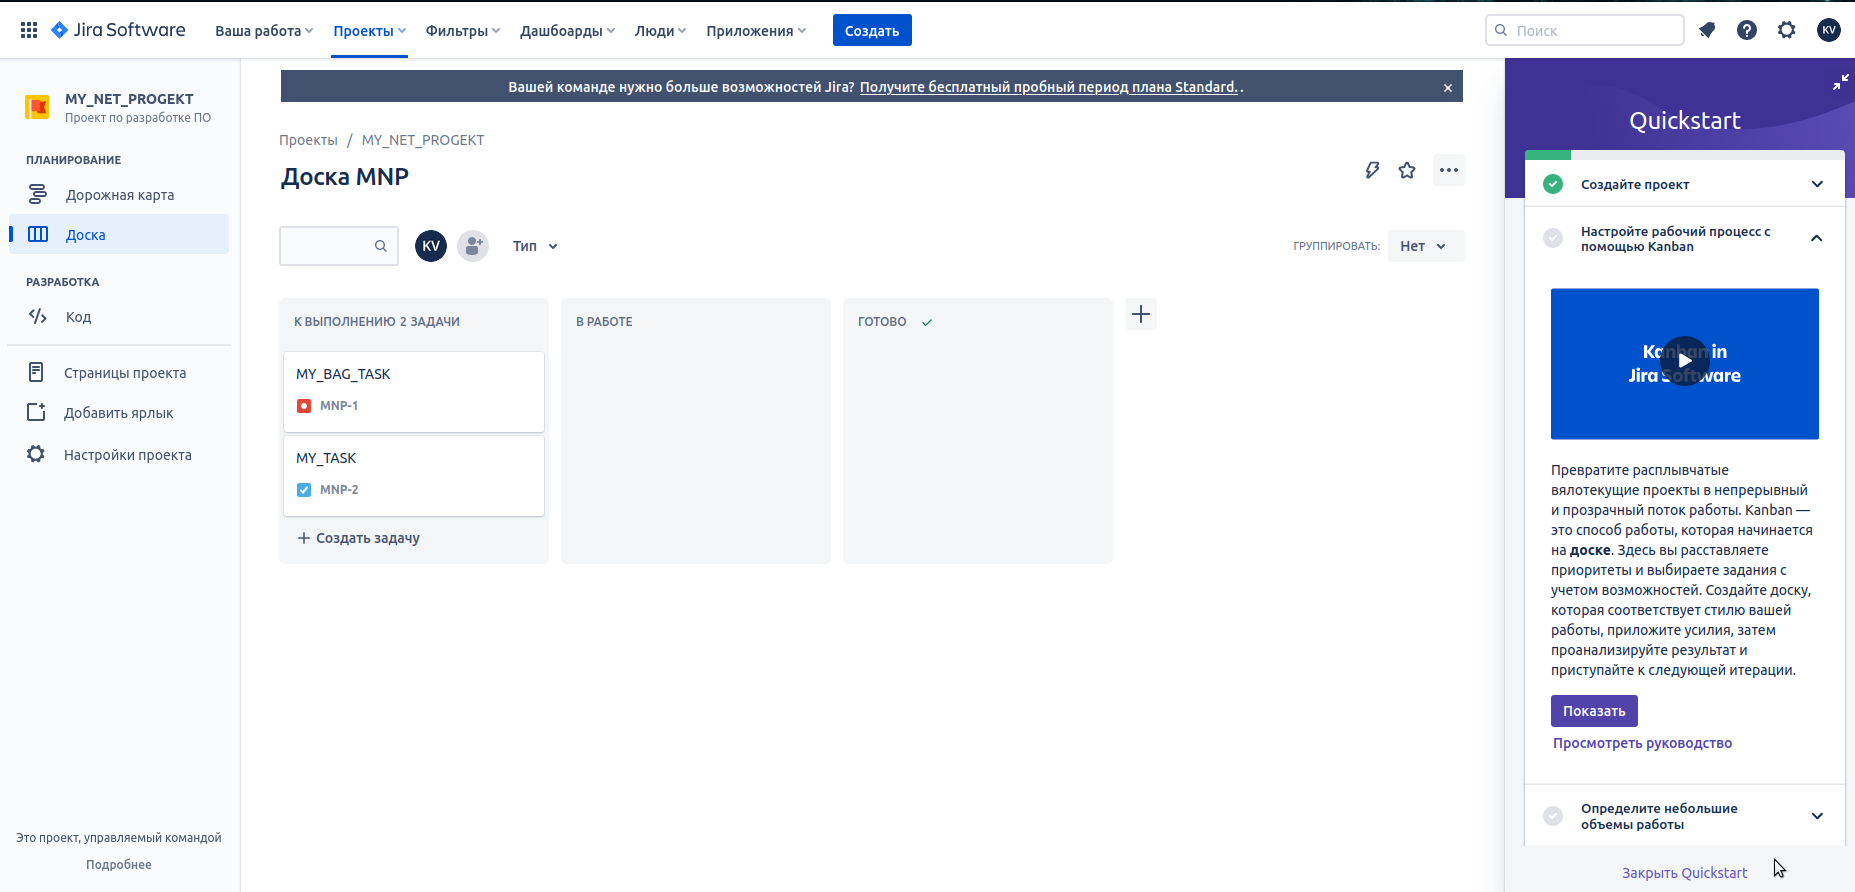 Jira Software
Ваша работа
Проекты
Фильтры
Дашборды
Люди
Приложения
Создать
Поиск
KV
MY_NET_PROGEKT
Проект по разработке ПО
ПЛАНИРОВАНИЕ
Дорожная карта
Доска
РАЗРАБОТКА
Код
Страницы проекта
Добавить ярлык
Настройки проекта
Это проект, управляемый командой
Подробнее
Вашей команде нужно больше возможностей Jira? Получите бесплатный пробный период плана Standard. .
Проекты / MY_NET_PROGEKT
Доска MNP
KV
Тип
ГРУППИРОВАТЬ:
Нет
К ВЫПОЛНЕНИЮ 2 ЗАДАЧИ
MY_BAG_TASK
MNP-1
MY_TASK
MNP-2
Создать задачу
В РАБОТЕ
ГОТОВО
Quickstart
Создайте проект
Настройте рабочий процесс с
помощью Kanban
Kanban in
Jira Software
Превратите расплывчатые
вялотекущие проекты в непрерывный
и прозрачный поток работы. Kanban —
это способ работы, которая начинается
на доске. Здесь вы расставляете
приоритеты и выбираете задания с
учетом возможностей. Создайте доску,
которая соответствует стилю вашей
работы, приложите усилия, затем
проанализируйте результат и
приступайте к следующей итерации.
Показать
Просмотреть руководство
Определите небольшие
объемы работы
Закрыть Quickstart